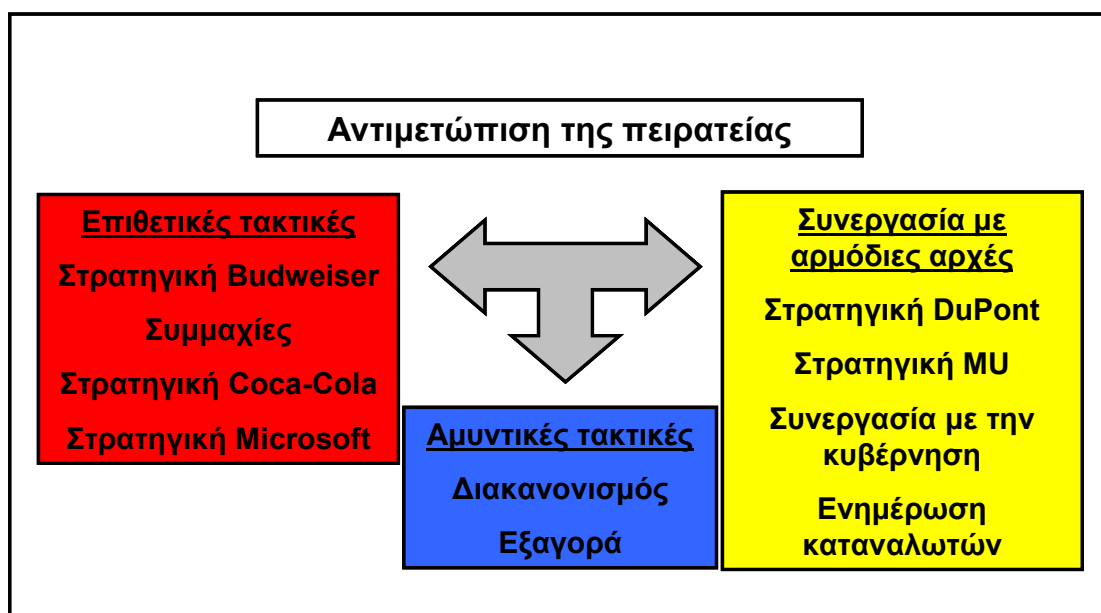 Αντιμετώπιση της πειρατείας
Επιθετικές τακτικές
Στρατηγική Budweiser
Συμμαχίες
Στρατηγική Coca-Cola
Στρατηγική Microsoft
Αμυντικές τακτικές
Διακανονισμός
Εξαγορά
Συνεργασία με
αρμόδιες αρχές
Στρατηγική DuPont
Στρατηγική MU
Συνεργασία με την
κυβέρνηση
Ενημέρωση
καταναλωτών